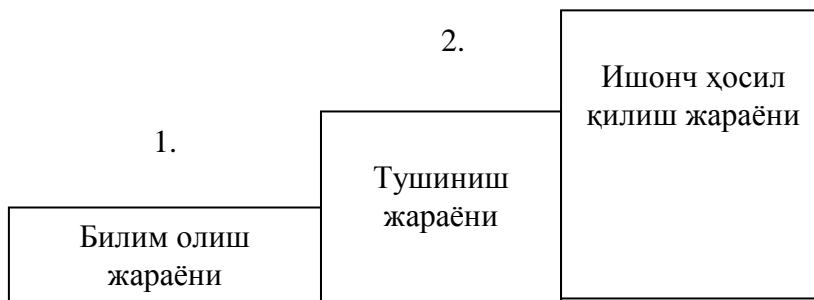 1.
Билим олиш
жараёни
2.
Тушиниш
жараёни
Ишонч ҳосил
қилиш жараёни